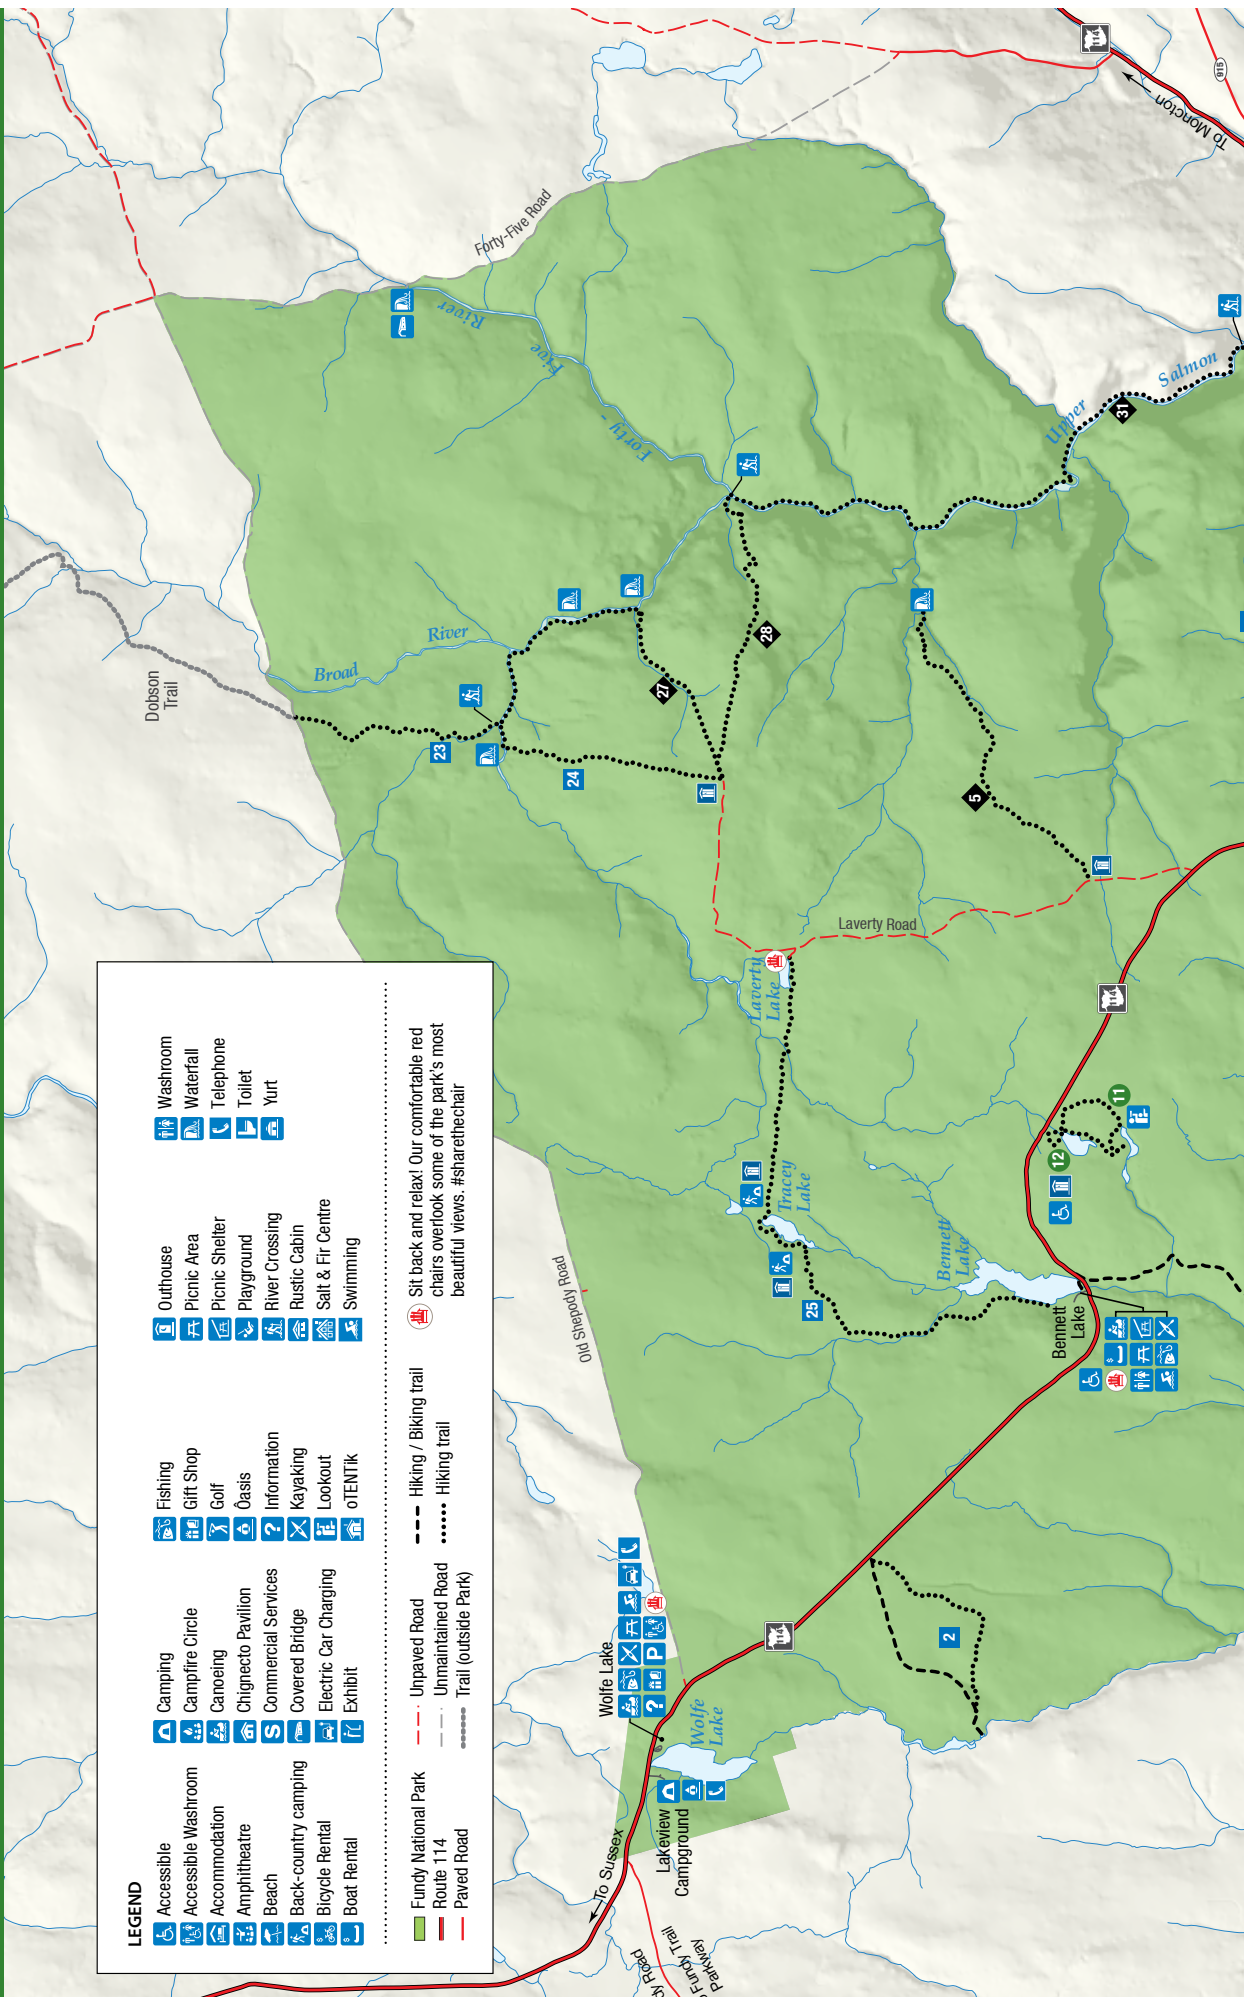 LEGEND
Accessible
Accessible Washroom
Accommodation
Amphitheatre
Beach
Back-country camping
Bicycle Rental
Boat Rental
Camping
Campfire Circle
Canoeing
Chignecto Pavilion
Commercial Services
Covered Bridge
Electric Car Charging
Exhibit
Fishing
Gift Shop
Golf
Ôasis
Information
Kayaking
Lookout
oTENTik
Outhouse
Picnic Area
Picnic Shelter
Playground
River Crossing
Rustic Cabin
Salt & Fir Centre
Swimming
Washroom
Waterfall
Telephone
Toilet
Yurt
Fundy National Park
Route 114
Paved Road
Unpaved Road
Unmaintained Road
Trail (outside Park)
Hiking / Biking trail
Hiking trail
Sit back and relax! Our comfortable red
chairs overlook some of the park's most
beautiful views. #sharethechair
To Sussex
dy Road
o Fundy Trail
Parkway
Lakeview
Campground
Wolfe Lake
Wolfe
Lake
114
2
Old Shepody Road
Bennett
Lake
Bennett
Lake
25
Tracey
Lake
12
11
114
Laverty
Lake
Laverty Road
5
Dobson
Trail
23
24
27
28
Broad
River
Forty -
Five
River
Forty-Five Road
Upper
Salmon
31
114
To Moncton
915